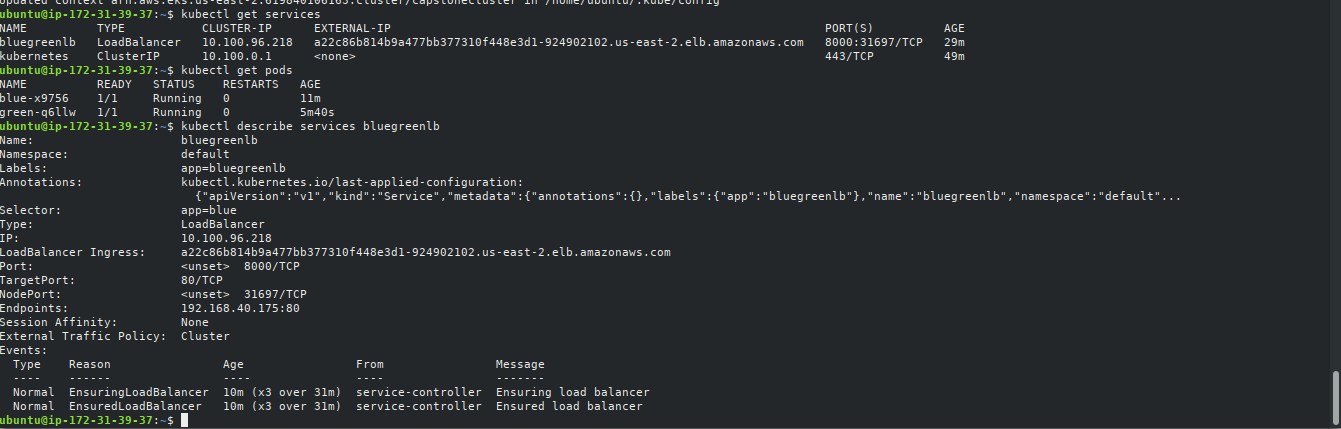 updated context arn:aws:eks:us-east-2:619840106163:cluster/capstonecluster in /home/ubuntu/.kube/config
ubuntu@ip-172-31-39-37:~$ kubectl get services
NAME TYPE CLUSTER-IP EXTERNAL-IP PORT(S) AGE
bluegreenlb LoadBalancer 10.100.96.218 a22c86b814b9a477bb377310f448e3d1-924902102.us-east-2.elb.amazonaws.com 8000:31697/TCP 29m
kubernetes ClusterIP 10.100.0.1 <none> 443/TCP 49m
ubuntu@ip-172-31-39-37:~$ kubectl get pods
NAME READY STATUS RESTARTS AGE
blue-x9756 1/1 Running 0 11m
green-q6llw 1/1 Running 0 5m40s
ubuntu@ip-172-31-39-37:~$ kubectl describe services bluegreenlb
Name: bluegreenlb
Namespace: default
Labels: app=bluegreenlb
Annotations: kubectl.kubernetes.io/last-applied-configuration:
{"apiVersion":"v1","kind":"Service","metadata":{"annotations":{},"labels":{"app":"bluegreenlb"},"name":"bluegreenlb","namespace":"default"...
Selector: app=blue
Type: LoadBalancer
IP: 10.100.96.218
LoadBalancer Ingress: a22c86b814b9a477bb377310f448e3d1-924902102.us-east-2.elb.amazonaws.com
Port: <unset> 8000/TCP
TargetPort: 80/TCP
NodePort: <unset> 31697/TCP
Endpoints: 192.168.40.175:80
Session Affinity: None
External Traffic Policy: Cluster
Events:
Type Reason Age From Message
---- ------ ---- ---- -------
Normal EnsuringLoadBalancer 10m (x3 over 31m) service-controller Ensuring load balancer
Normal EnsuredLoadBalancer 10m (x3 over 31m) service-controller Ensured load balancer
ubuntu@ip-172-31-39-37:~$